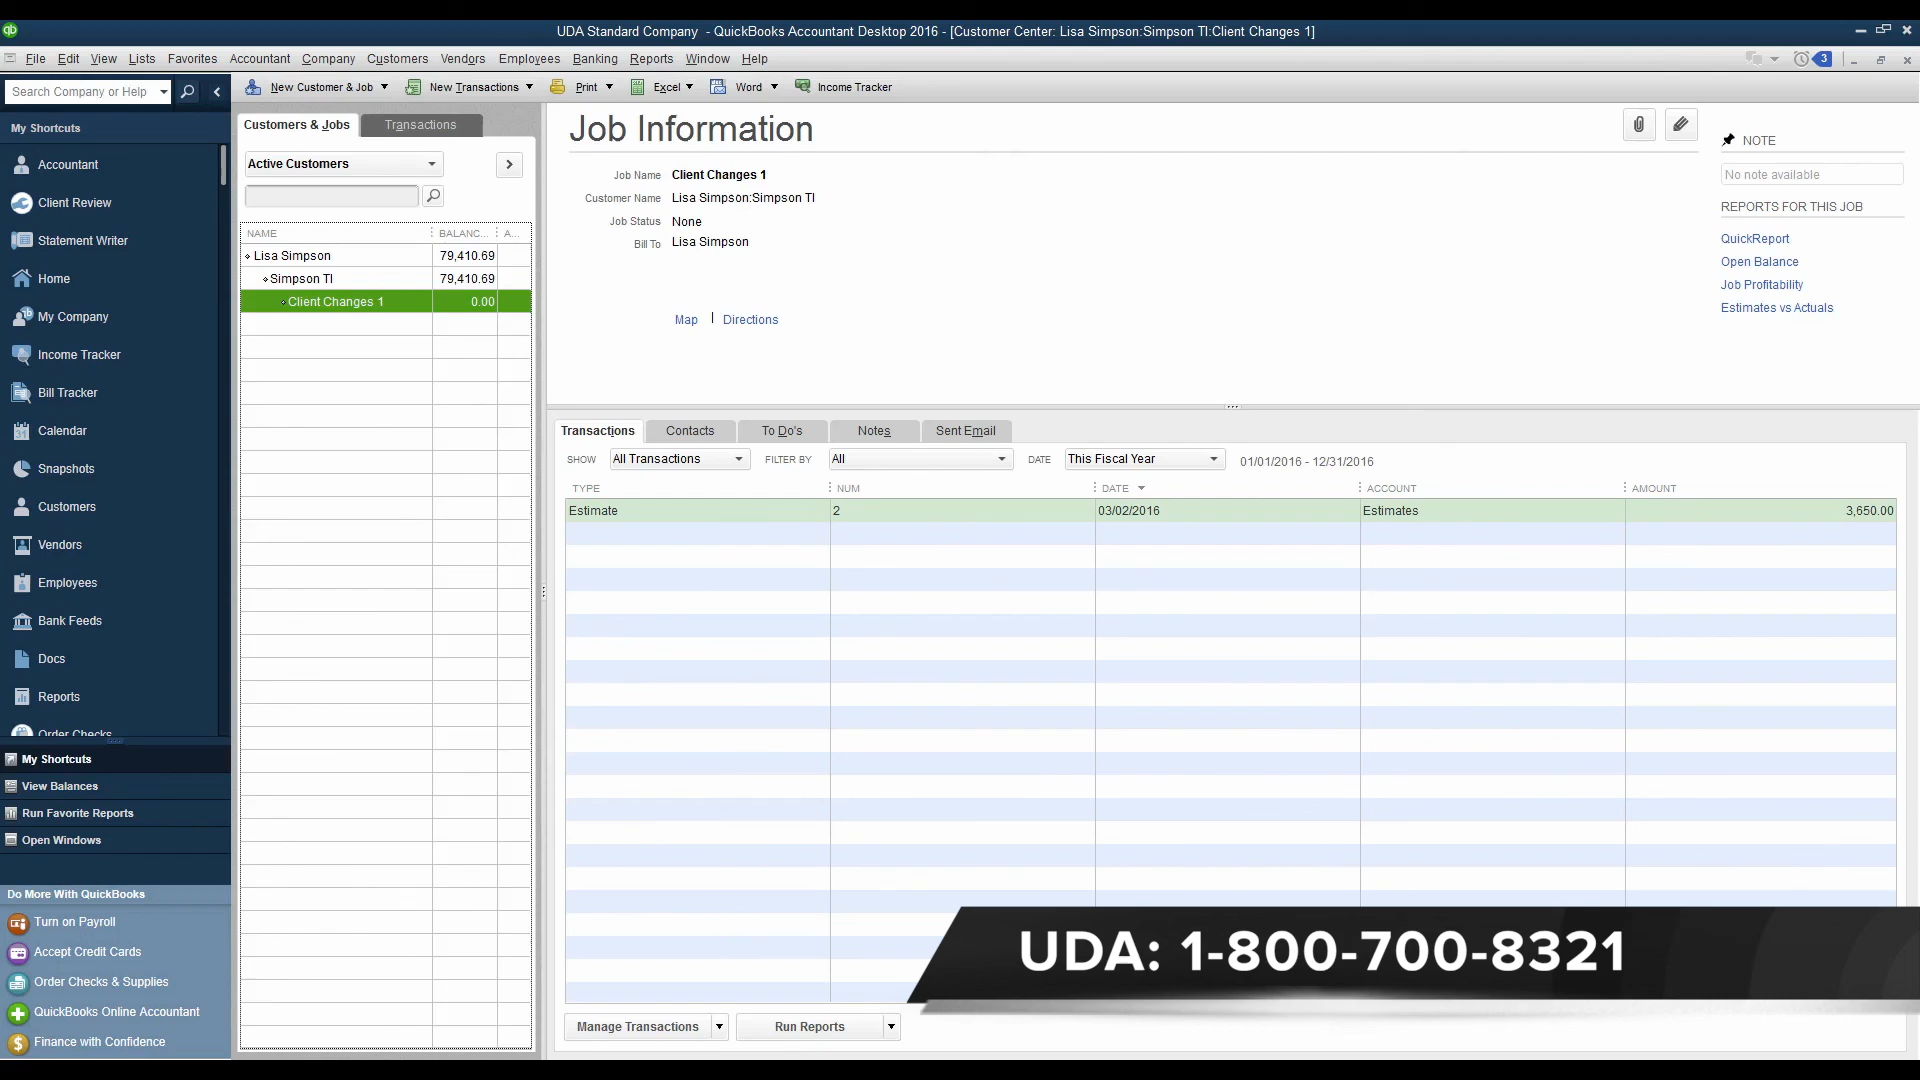 UDA Standard Company - QuickBooks Accountant Desktop 2016 - [Customer Center: Lisa Simpson:Simpson TI:Client Changes 1]
File Edit View Lists Favorites Accountant Company Customers Vendors Employees Banking Reports Window Help
3
Search Company or Help
New Customer & Job New Transactions Print Excel Word Income Tracker
My Shortcuts
Accountant
Client Review
Statement Writer
Home
My Company
Income Tracker
Bill Tracker
Calendar
Snapshots
Customers
Vendors
Employees
Bank Feeds
Docs
Reports
Order Checks
My Shortcuts
View Balances
Run Favorite Reports
Open Windows
Do More With QuickBooks
Turn on Payroll
Accept Credit Cards
Order Checks & Supplies
QuickBooks Online Accountant
Finance with Confidence
Customers & Jobs Transactions
Active Customers
NAME BALANC... A...
Lisa Simpson 79,410.69
Simpson TI 79,410.69
Client Changes 1 0.00
Job Information
Job Name Client Changes 1
Customer Name Lisa Simpson:Simpson TI
Job Status None
Bill To Lisa Simpson
Map | Directions
NOTE
No note available
REPORTS FOR THIS JOB
QuickReport
Open Balance
Job Profitability
Estimates vs Actuals
Transactions Contacts To Do's Notes Sent Email
SHOW All Transactions FILTER BY All DATE This Fiscal Year 01/01/2016 - 12/31/2016
TYPE NUM DATE ACCOUNT AMOUNT
Estimate 2 03/02/2016 Estimates 3,650.00
UDA: 1-800-700-8321
Manage Transactions Run Reports